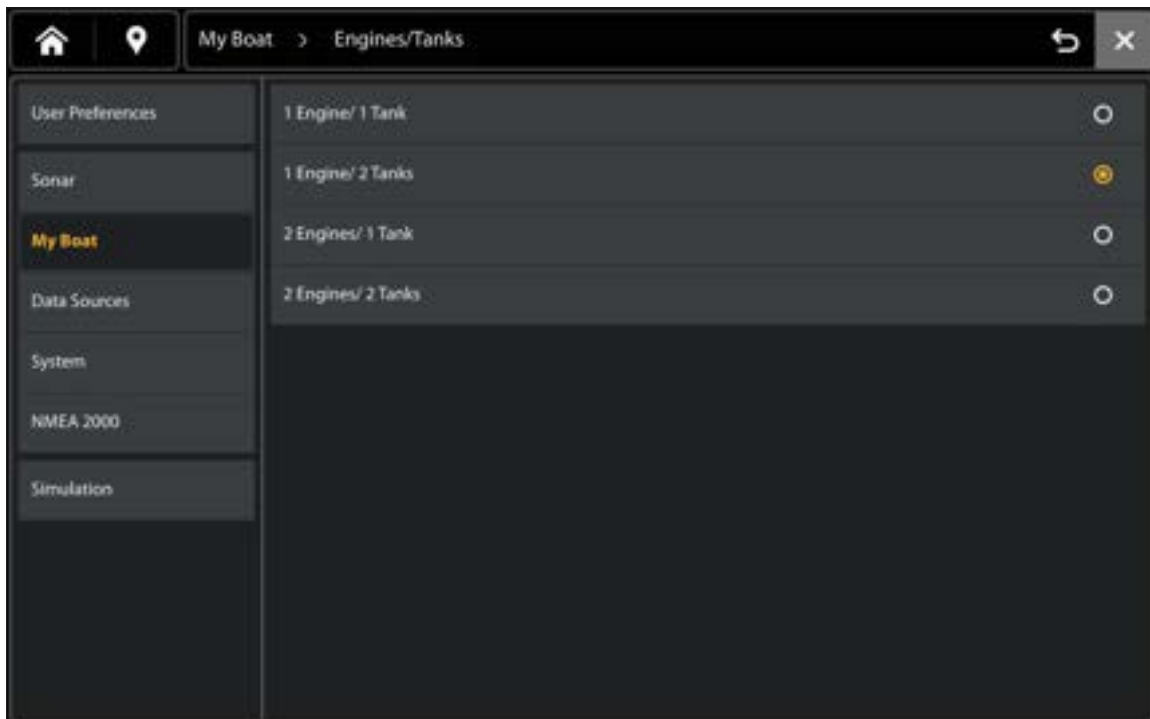 My Boat > Engines/Tanks
User Preferences
Sonar
My Boat
Data Sources
System
NMEA 2000
Simulation
1 Engine/ 1 Tank
1 Engine/ 2 Tanks
2 Engines/ 1 Tank
2 Engines/ 2 Tanks